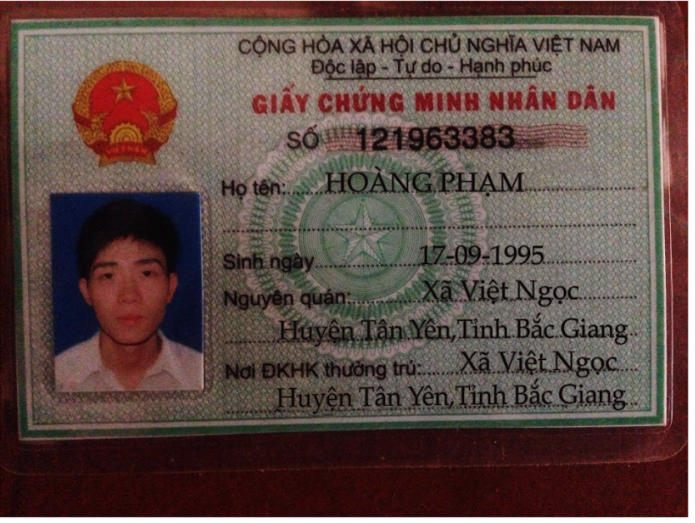 CỘNG HÒA XÃ HỘI CHỦ NGHĨA VIỆT NAM
Độc lập - Tự do - Hạnh phúc
GIẤY CHỨNG MINH NHÂN DÂN
SỐ 121963383
Họ tên: HOÀNG PHẠM
Sinh ngày 17-09-1995
Nguyên quán: Xã Việt Ngọc
Huyện Tân Yên,Tỉnh Bắc Giang
Nơi ĐKHK thường trú: Xã Việt Ngọc
Huyện Tân Yên,Tỉnh Bắc Giang
VIỆT NAM